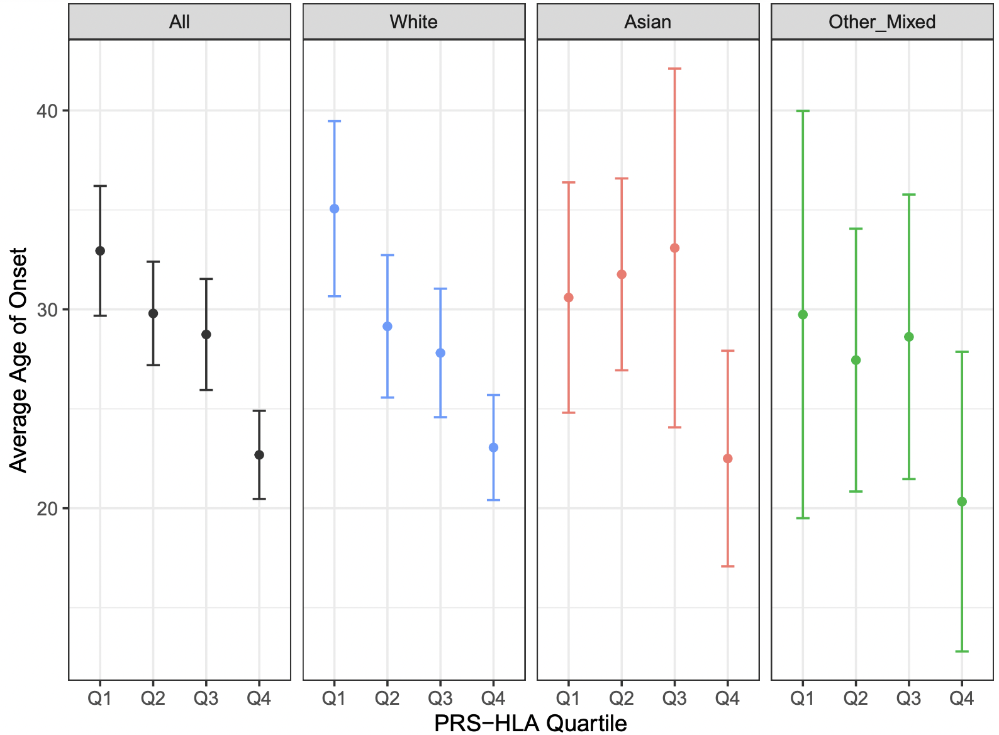 All White Asian Other_Mixed
Average Age of Onset
40
30
20
Q1 Q2 Q3 Q4 Q1 Q2 Q3 Q4 Q1 Q2 Q3 Q4 Q1 Q2 Q3 Q4
PRS−HLA Quartile